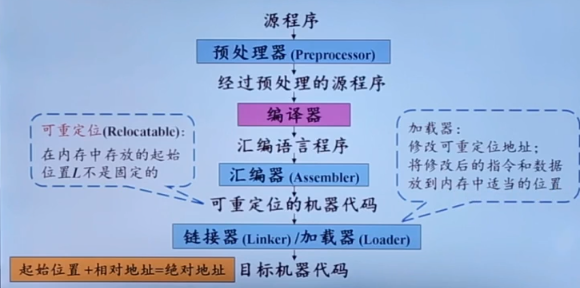 源程序
预处理器(Preprocessor)
经过预处理的源程序
编译器
可重定位(Relocatable):
在内存中存放的起始
位置L不是固定的
汇编语言程序
汇编器(Assembler)
加载器:
修改可重定位地址;
将修改后的指令和数据
放到内存中适当的位置
可重定位的机器代码
链接器(Linker)/加载器(Loader)
起始位置+相对地址=绝对地址
目标机器代码